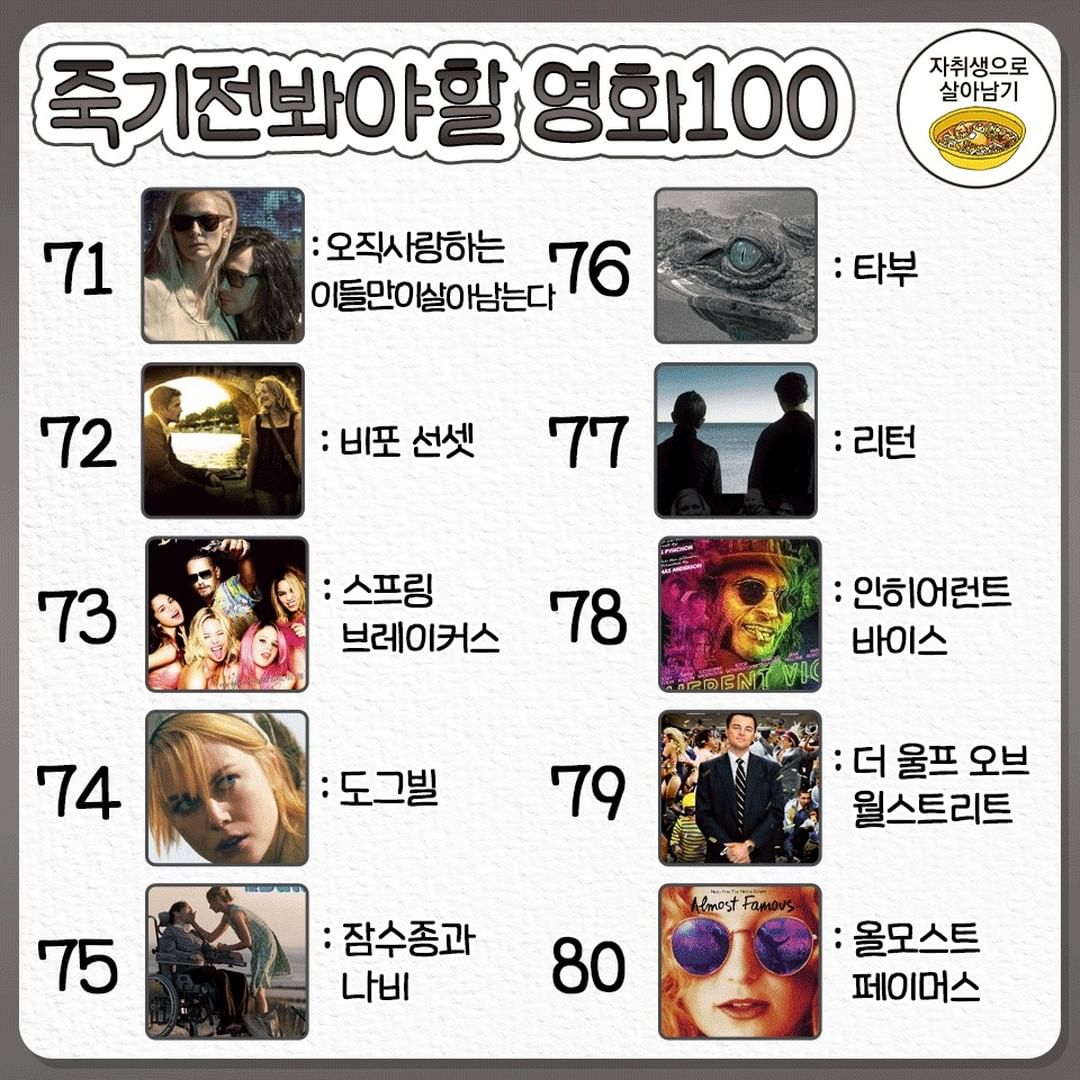 죽기전봐야할 영화100
자취생으로
살아남기
71
: 오직사랑하는
이들만이살아남는다
72
: 비포 선셋
73
: 스프링
브레이커스
74
: 도그빌
75
: 잠수종과
나비
76
: 타부
77
: 리턴
78
PYNCHON
ANDERSON
HERENT VIC
: 인히어런트
바이스
79
: 더 울프 오브
월스트리트
80
Almost Famous
: 올모스트
페이머스